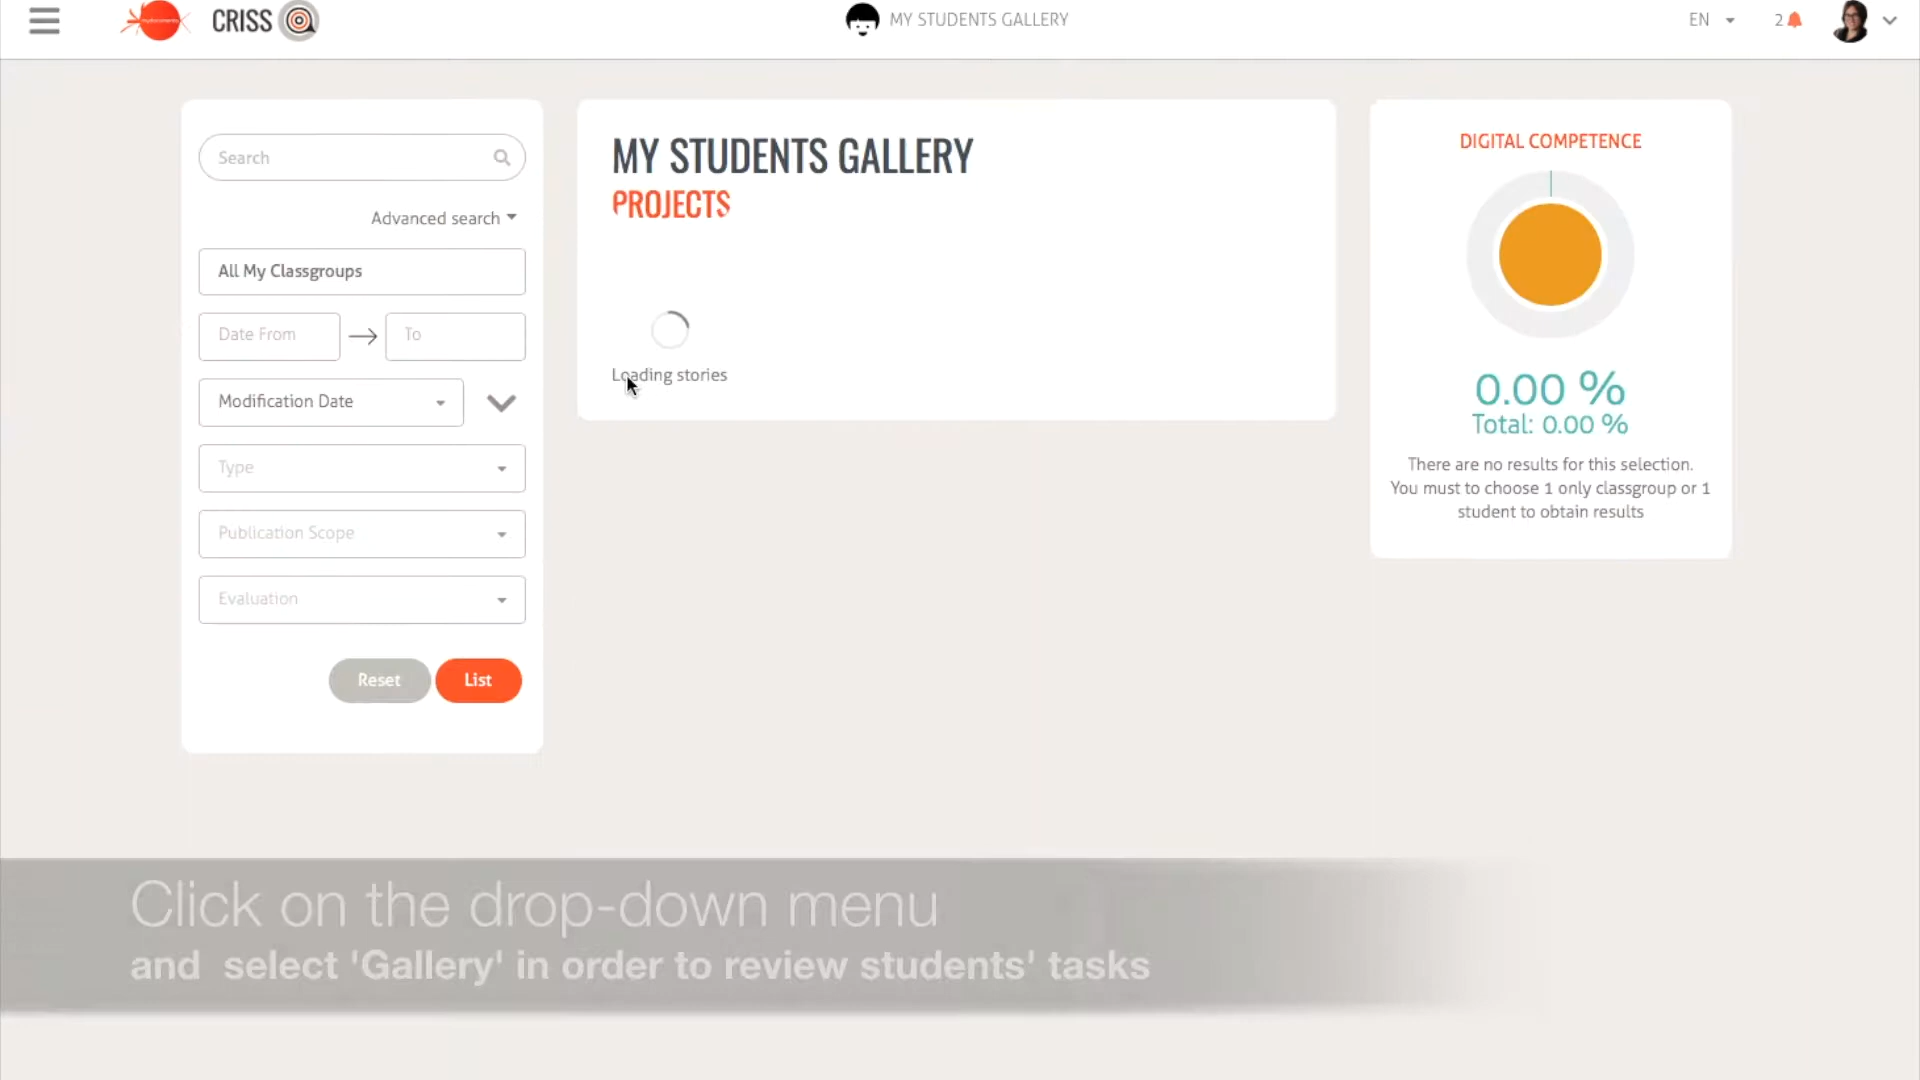 CRISS
MY STUDENTS GALLERY
EN
2
Search
Advanced search
All My Classgroups
Date From
To
Modification Date
Type
Publication Scope
Evaluation
Reset
List
MY STUDENTS GALLERY
PROJECTS
Loading stories
DIGITAL COMPETENCE
0.00 %
Total: 0.00 %
There are no results for this selection.
You must to choose 1 only classgroup or 1
student to obtain results
Click on the drop-down menu
and select 'Gallery' in order to review students' tasks